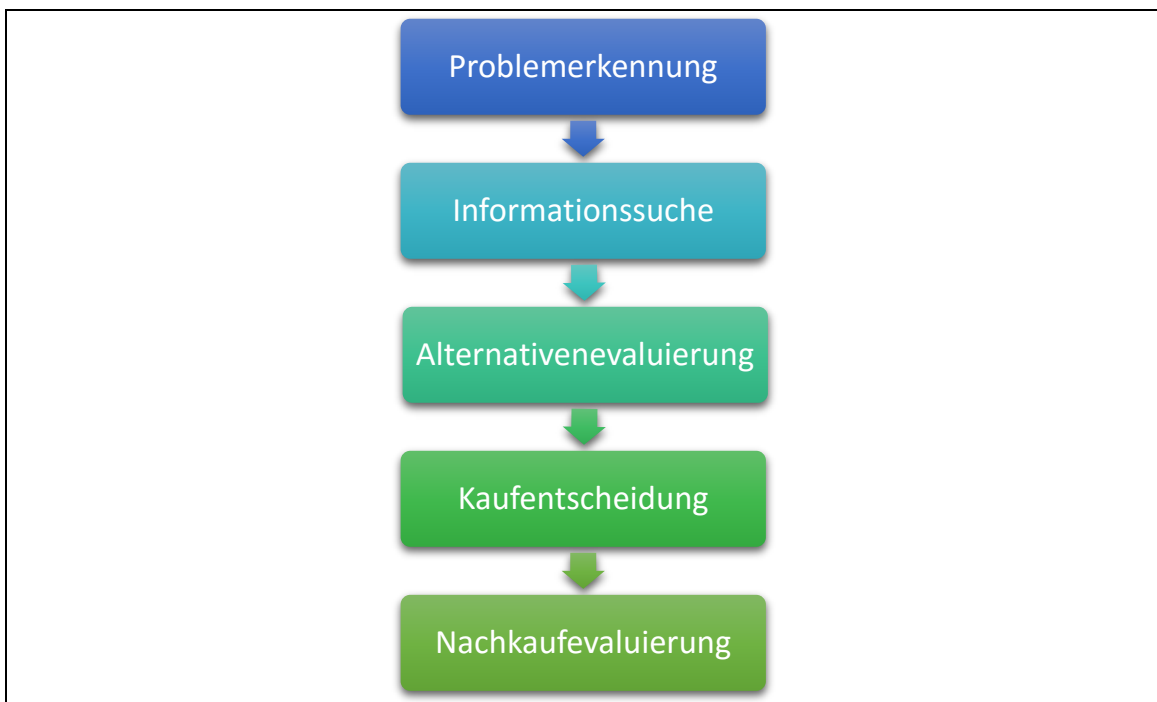 Problemerkennung
Informationssuche
Alternativenevaluierung
Kaufentscheidung
Nachkaufevaluierung